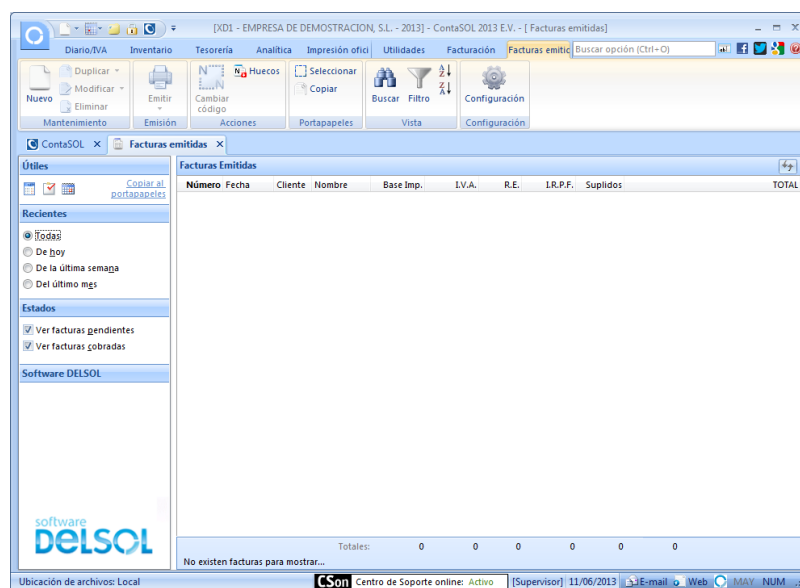 [XD1 - EMPRESA DE DEMOSTRACION, S.L. - 2013] - ContaSOL 2013 E.V. - [ Facturas emitidas]
Diario/IVA Inventario Tesorería Analítica Impresión ofici Utilidades Facturación Facturas emitic Buscar opción (Ctrl+O)
Nuevo
Duplicar
Modificar
Eliminar
Mantenimiento
Emitir
Emisión
Cambiar
código
Huecos
Acciones
Seleccionar
Copiar
Portapapeles
Buscar Filtro
Vista
Configuración
Configuración
ContaSOL X Facturas emitidas X
Útiles
Copiar al
portapapeles
Recientes
Todas
De hoy
De la última semana
Del último mes
Estados
Ver facturas pendientes
Ver facturas cobradas
Software DELSOL
software
DELSOL
Facturas Emitidas
Número Fecha Cliente Nombre Base Imp. I.V.A. R.E. I.R.P.F. Suplidos TOTAL
Totales: 0 0 0 0 0 0
No existen facturas para mostrar...
Ubicación de archivos: Local CSon Centro de Soporte online: Activo [Supervisor] 11/06/2013 E-mail Web MAY NUM